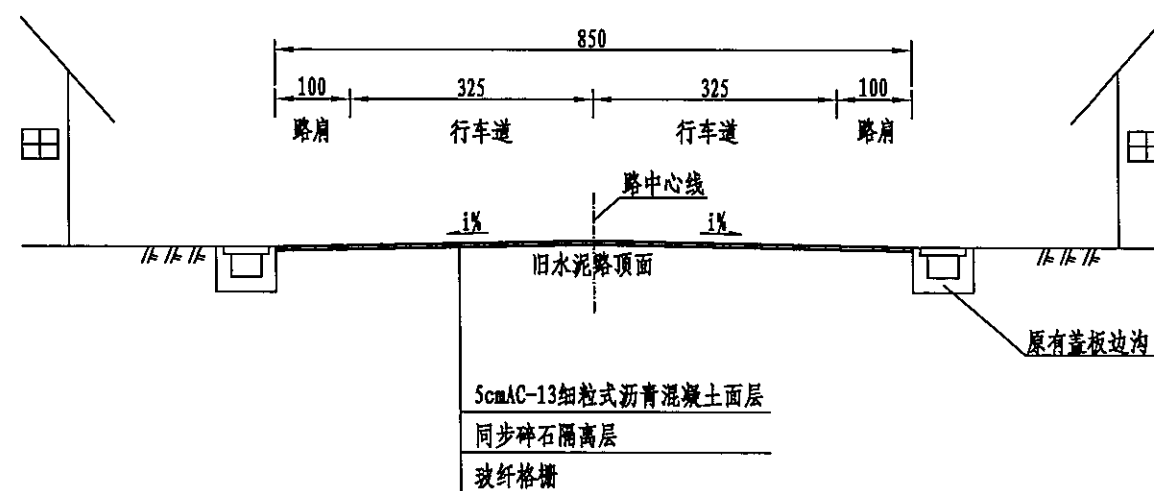 850
100 325 325 100
路肩 行车道 行车道 路肩
路中心线
i% i%
旧水泥路顶面
原有盖板边沟
5cmAC-13细粒式沥青混凝土面层
同步碎石隔离层
玻纤格栅